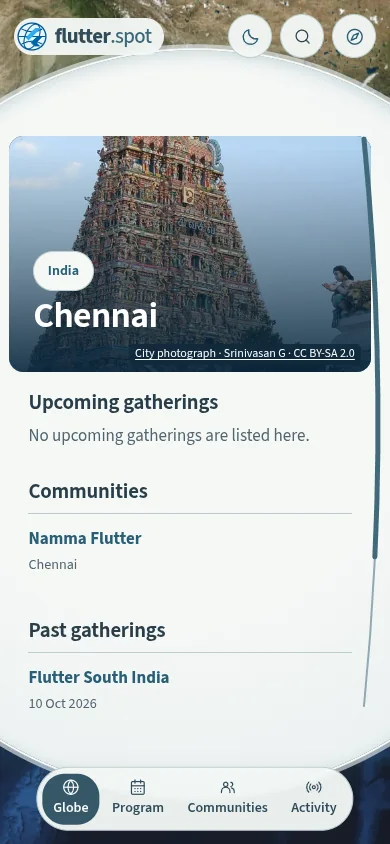 flutter.spot
India
Chennai
City photograph · Srinivasan G · CC BY-SA 2.0
Upcoming gatherings
No upcoming gatherings are listed here.
Communities
Namma Flutter
Chennai
Past gatherings
Flutter South India
10 Oct 2026
Globe
Program
Communities
Activity